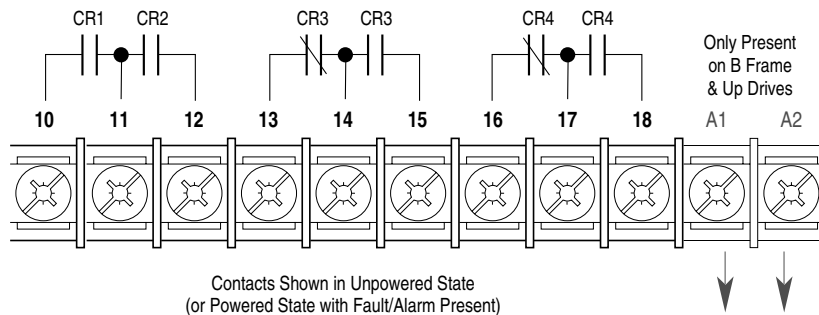 CR1 CR2 CR3 CR3 CR4 CR4
Only Present
on B Frame
& Up Drives
10 11 12 13 14 15 16 17 18 A1 A2
Contacts Shown in Unpowered State
(or Powered State with Fault/Alarm Present)